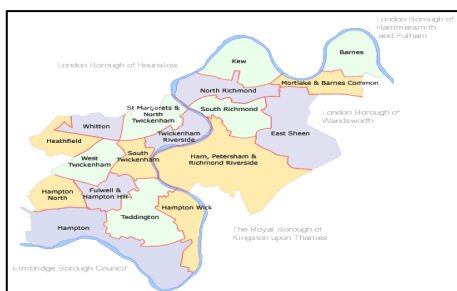 London Borough of
Hammersmith
and Fulham
Barnes
Kew
London Borough of Hounslow
North Richmond
Mortlake & Barnes Common
St Margarets &
North
Twickenham
South Richmond
London Borough of
Wandsworth
Whitton
Twickenham
Riverside
East Sheen
Heathfield
West
Twickenham
South
Twickenham
Ham, Petersham &
Richmond Riverside
Hampton
North
Fulwell &
Hampton Hill
Hampton Wick
Teddington
Hampton
The Royal Borough of
Kingston upon Thames
Elmbridge Borough Council